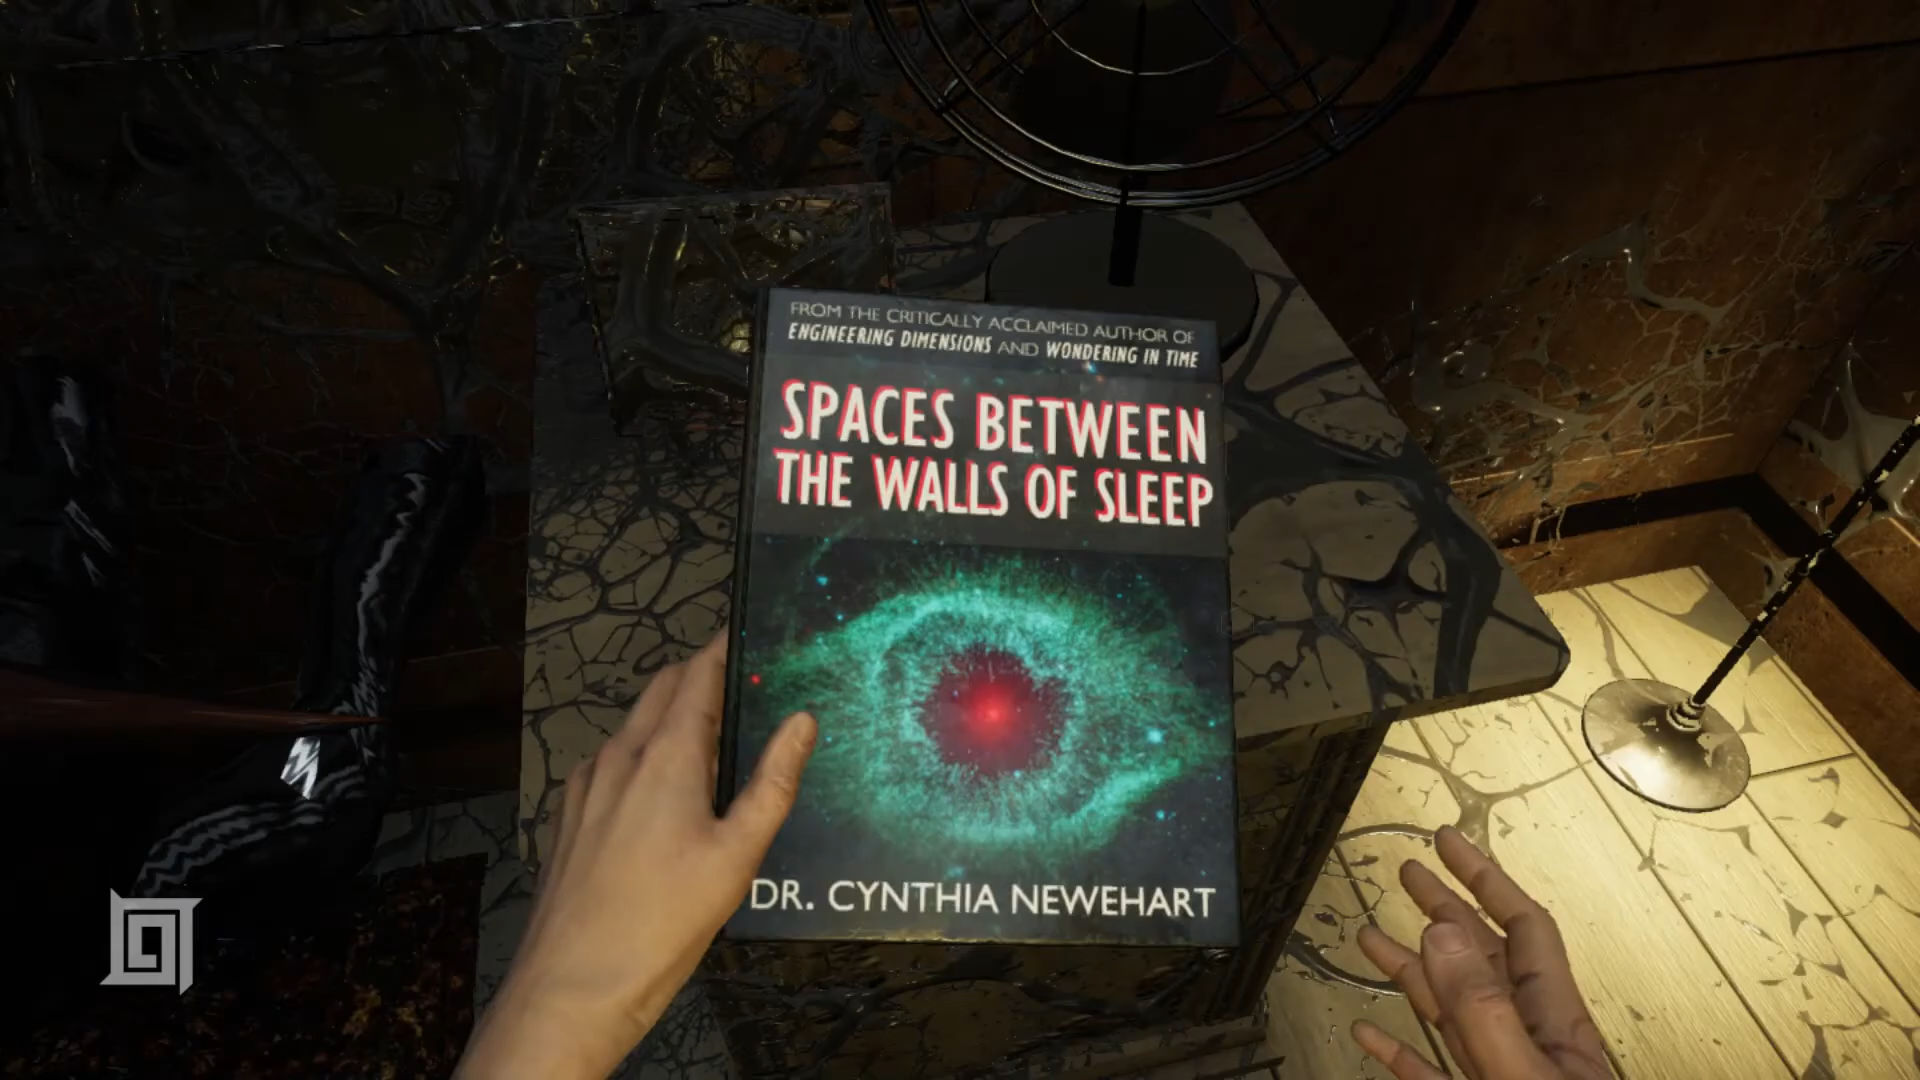 FROM THE CRITICALLY ACCLAIMED AUTHOR OF
ENGINEERING DIMENSIONS AND WONDERING IN TIME
SPACES BETWEEN
THE WALLS OF SLEEP
DR. CYNTHIA NEWEHART